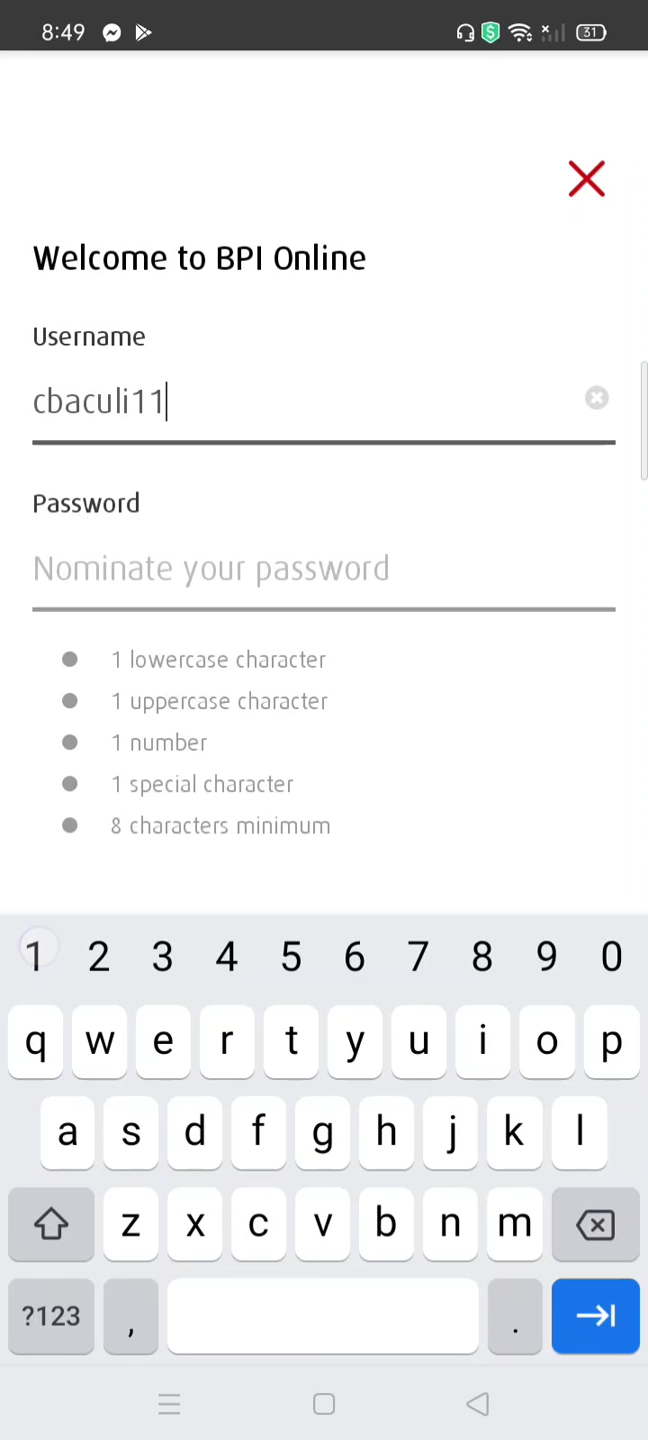 8:49
31
Welcome to BPI Online
Username
cbaculi11
Password
Nominate your password
1 lowercase character
1 uppercase character
1 number
1 special character
8 characters minimum
1 2 3 4 5 6 7 8 9 0
q w e r t y u i o p
a s d f g h j k l
z x c v b n m
?123 , .